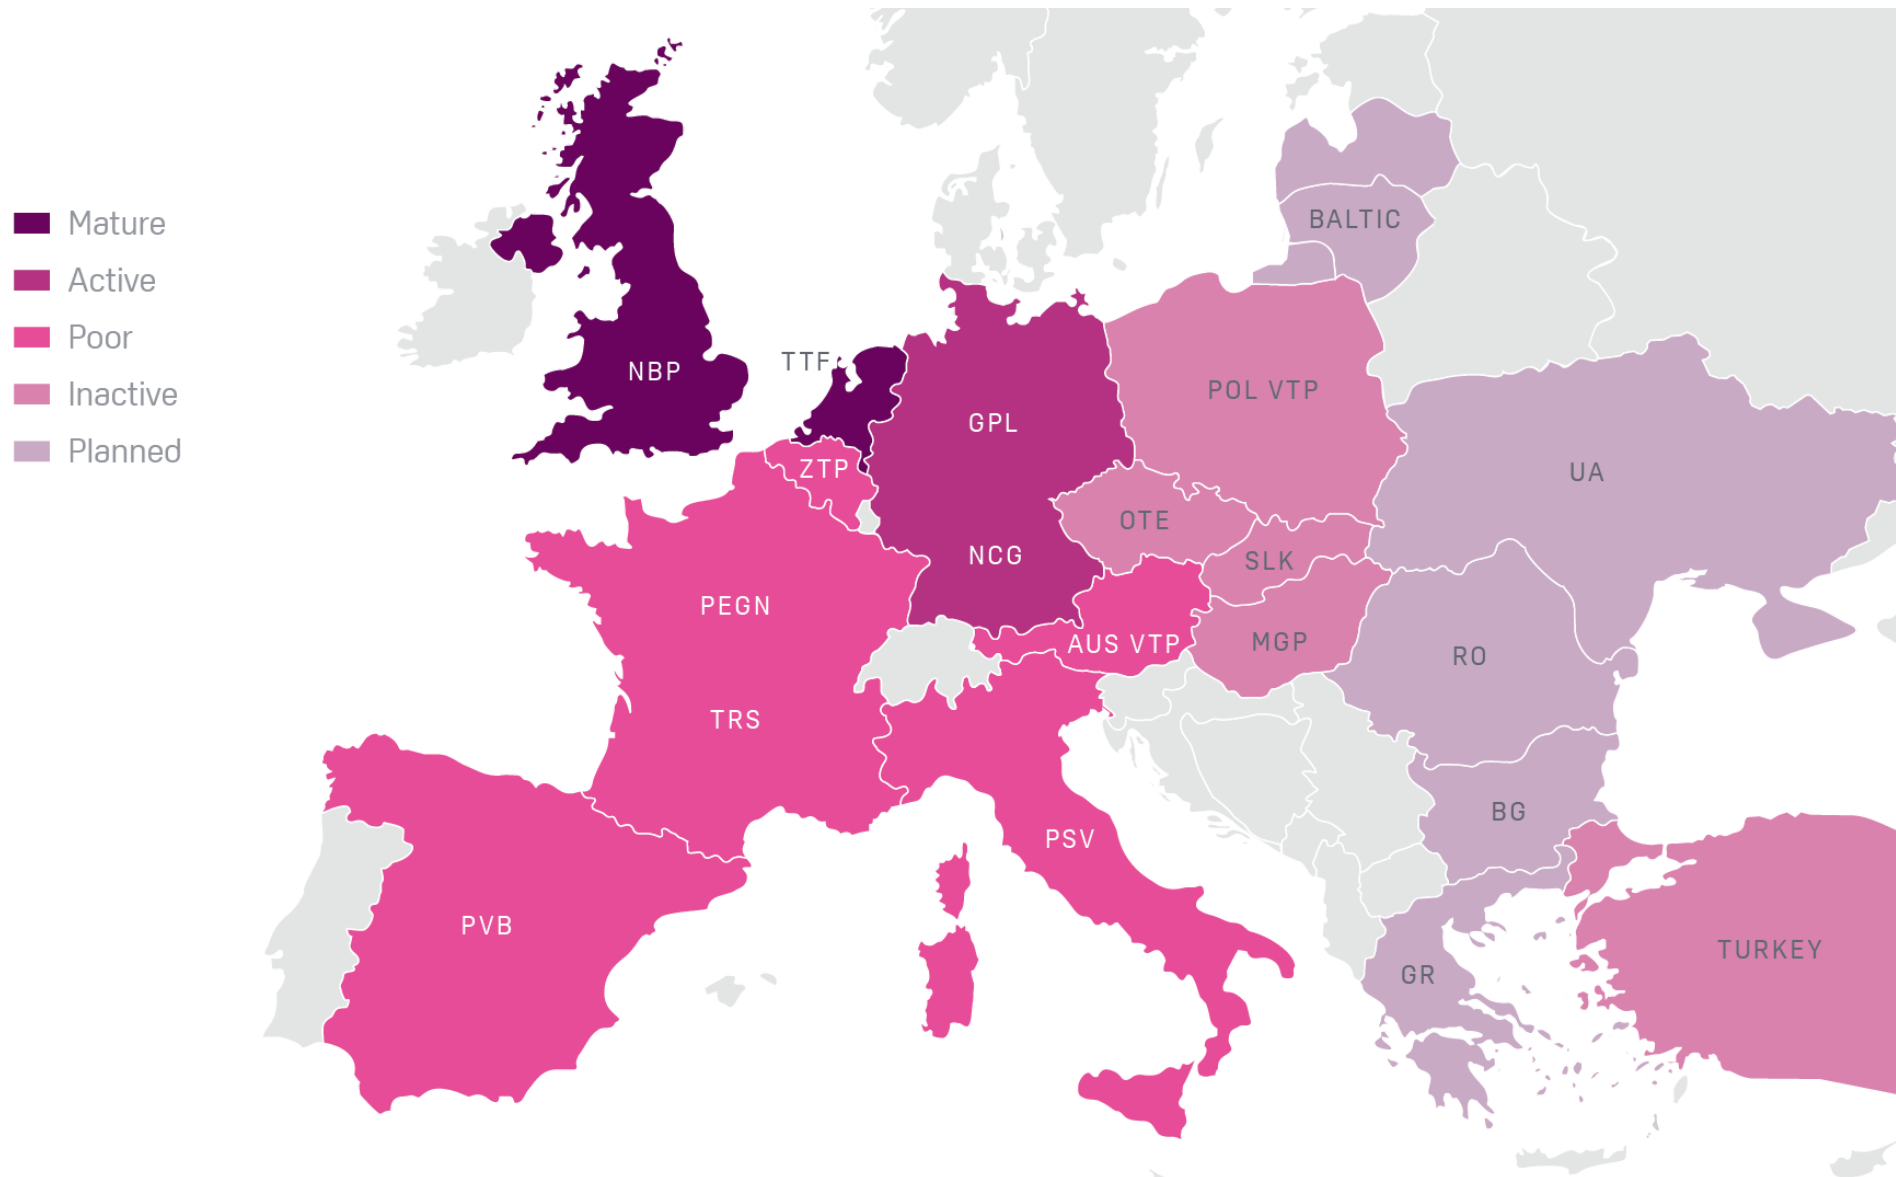 Mature
Active
Poor
Inactive
Planned
BALTIC
NBP
TTF
GPL
POL VTP
ZTP
UA
OTE
NCG
SLK
PEGN
AUS VTP
MGP
RO
TRS
BG
PSV
PVB
TURKEY
GR